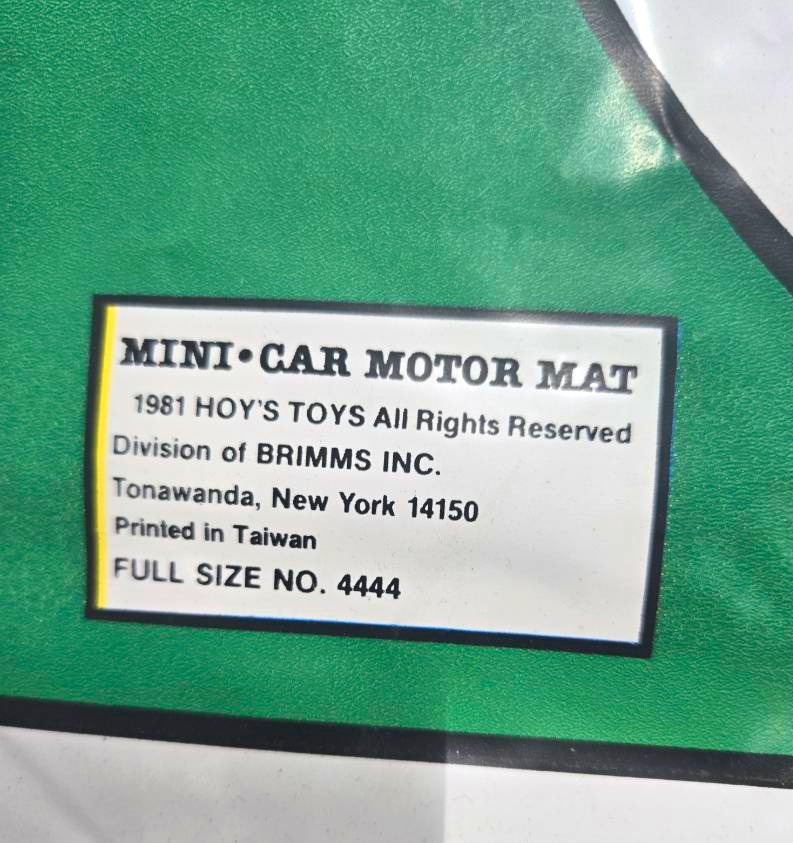 MINI•CAR MOTOR MAT
1981 HOY'S TOYS All Rights Reserved
Division of BRIMMS INC.
Tonawanda, New York 14150
Printed in Taiwan
FULL SIZE NO. 4444